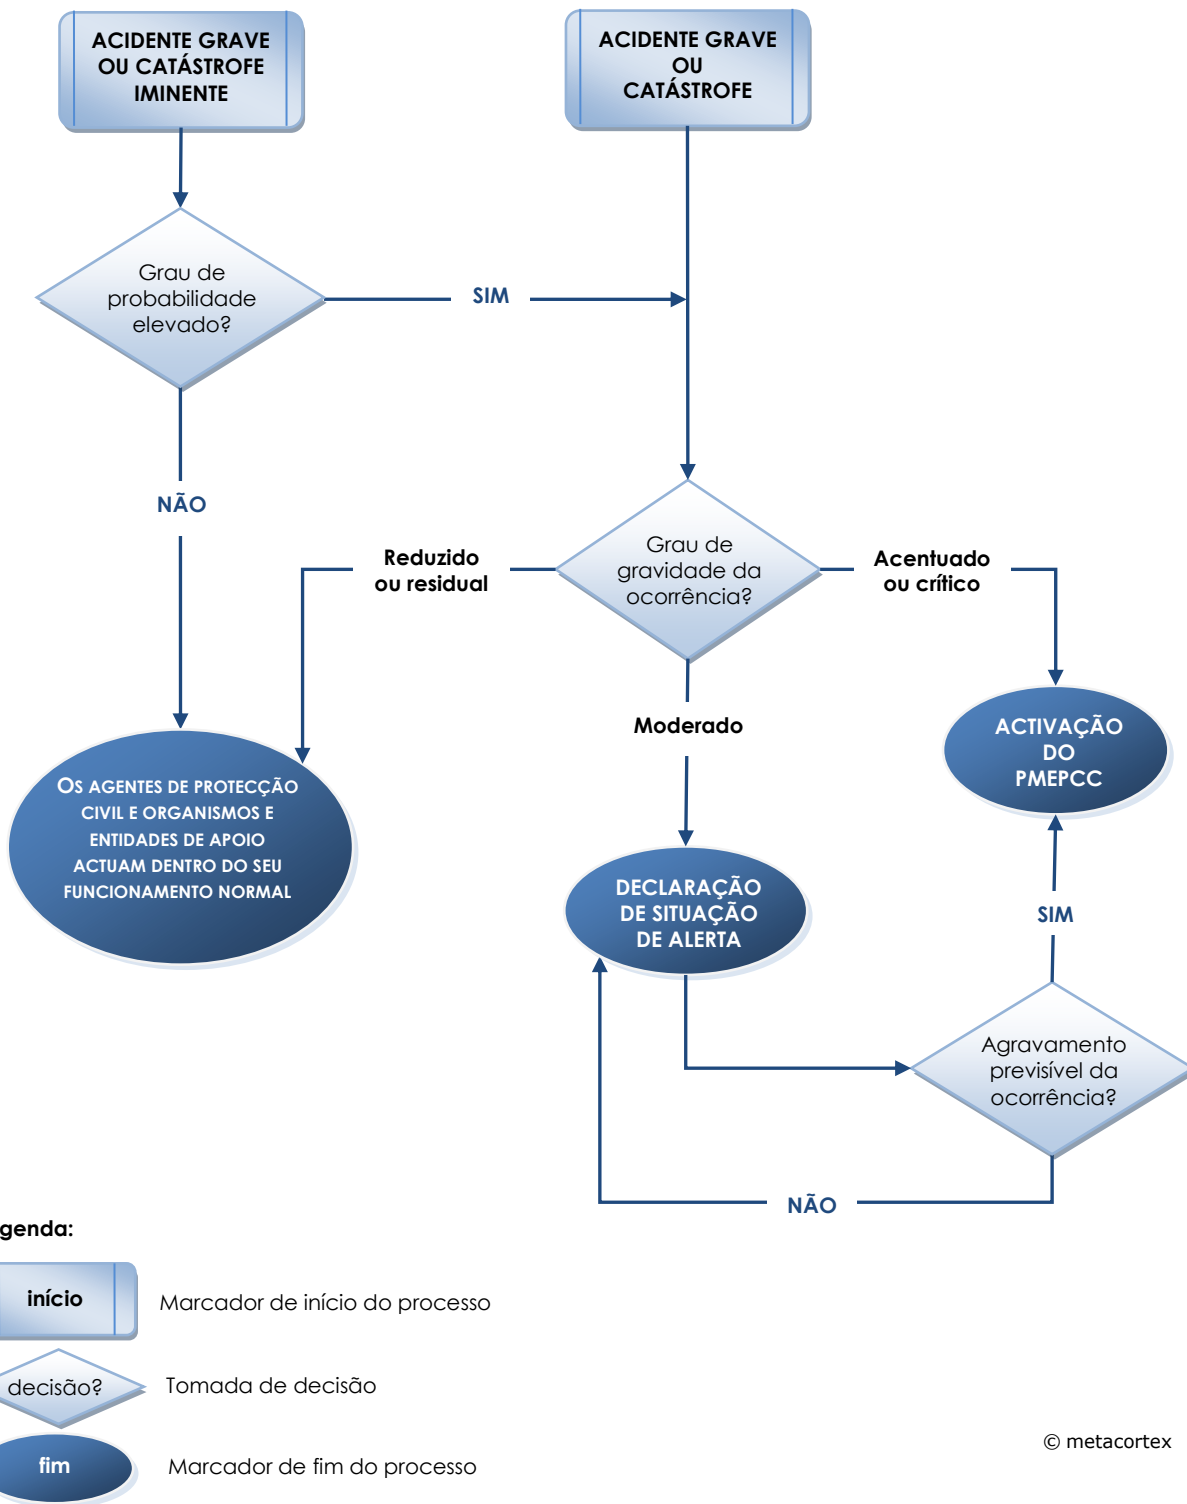 ACIDENTE GRAVE
OU CATÁSTROFE
IMINENTE
ACIDENTE GRAVE
OU
CATÁSTROFE
Grau de
probabilidade
elevado?
SIM
NÃO
Reduzido
ou residual
Grau de
gravidade da
ocorrência?
Acentuado
ou crítico
Moderado
ACTIVAÇÃO
DO
PMEPCC
OS AGENTES DE PROTECÇÃO
CIVIL E ORGANISMOS E
ENTIDADES DE APOIO
ACTUAM DENTRO DO SEU
FUNCIONAMENTO NORMAL
DECLARAÇÃO
DE SITUAÇÃO
DE ALERTA
SIM
Agravamento
previsível da
ocorrência?
NÃO
genda:
início
Marcador de início do processo
decisão?
Tomada de decisão
fim
Marcador de fim do processo
© metacortex